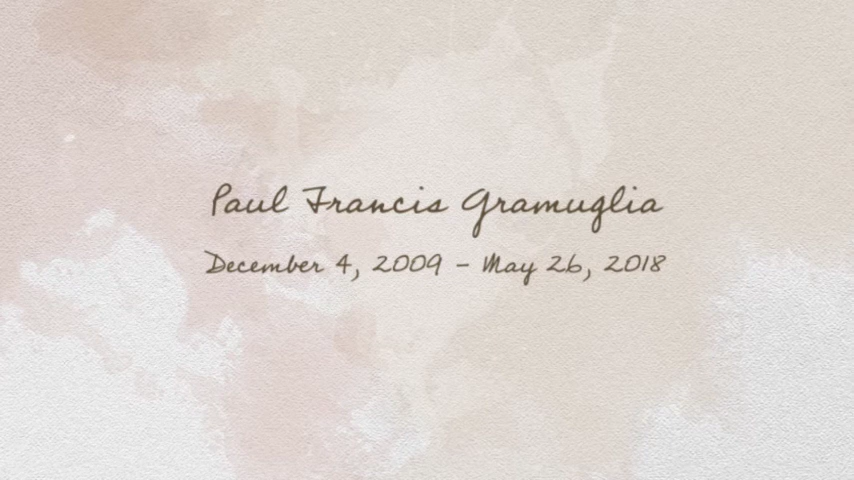 Paul Francis Gramuglia
December 4, 2009 – May 26, 2018